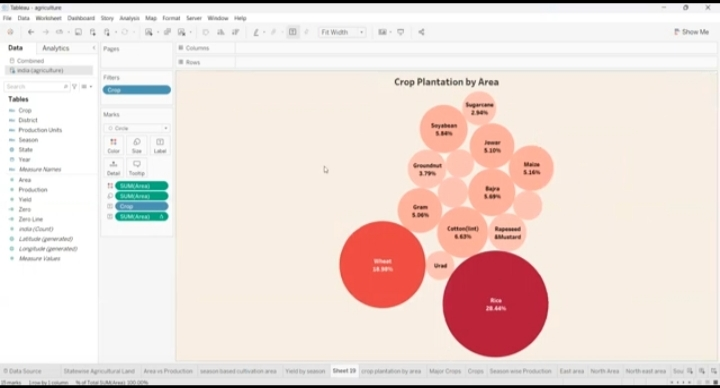 Tableau - agriculture
File Data Worksheet Dashboard Story Analysis Map Format Server Window Help
Fit Width
Show Me
Data Analytics
Pages
Columns
Rows
Combined
india (agriculture)
Search
Filters
Crop
Tables
Crop
District
Production Units
Season
State
Year
Measure Names
Area
Production
Yield
Zero
Zero Line
india (Count)
Latitude (generated)
Longitude (generated)
Measure Values
Marks
Circle
Color Size Label
Detail Tooltip
SUM(Area)
SUM(Area)
Crop
SUM(Area)
Crop Plantation by Area
Sugarcane
2.94%
Soyabean
5.84%
Jowar
5.10%
Groundnut
3.79%
Maize
5.16%
Bajra
5.69%
Gram
5.06%
Cotton(lint)
6.63%
Rapeseed
&Mustard
Urad
Wheat
Rice
28.44%
Data Source Statewise Agricultural Land Area vs Production season based cultivation area Yield by season Sheet 19 crop plantation by area Major Crops Crops Season wise Production East area North Area North east area Sou
1 row by 1 column % of Total SUM(Area): 100.00%